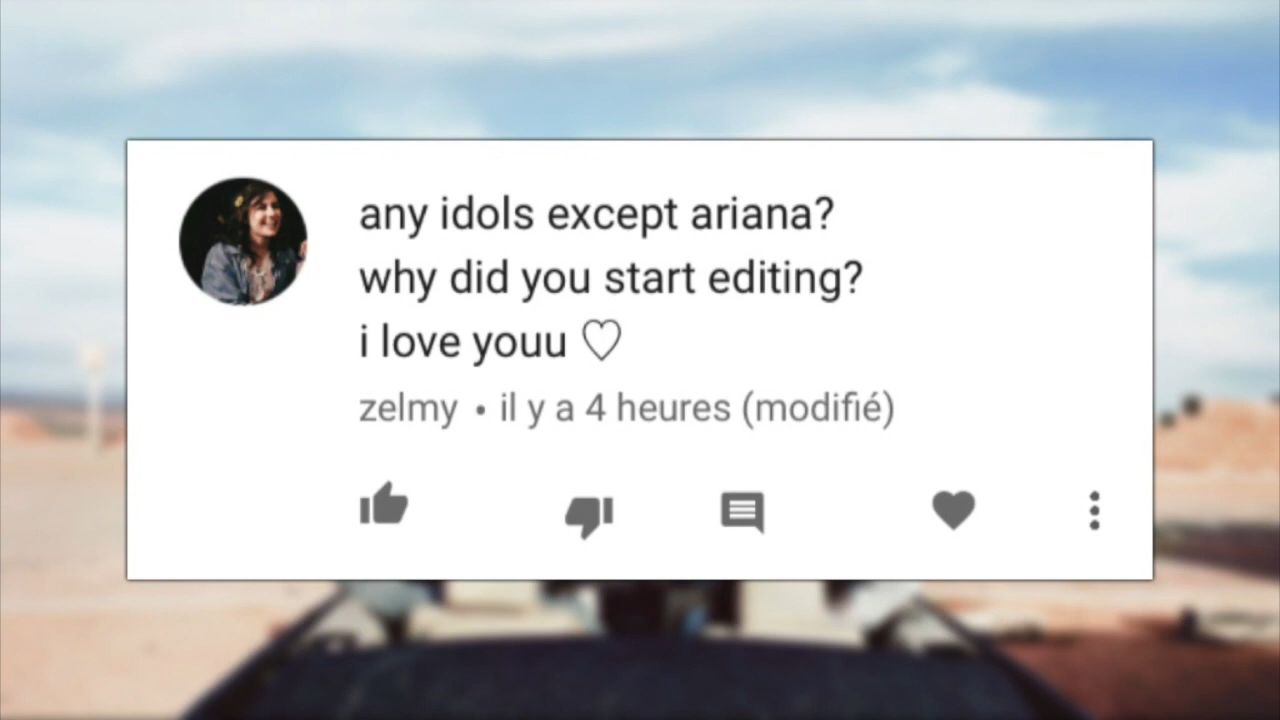 any idols except ariana?
why did you start editing?
i love youu ♡
zelmy • il y a 4 heures (modifié)